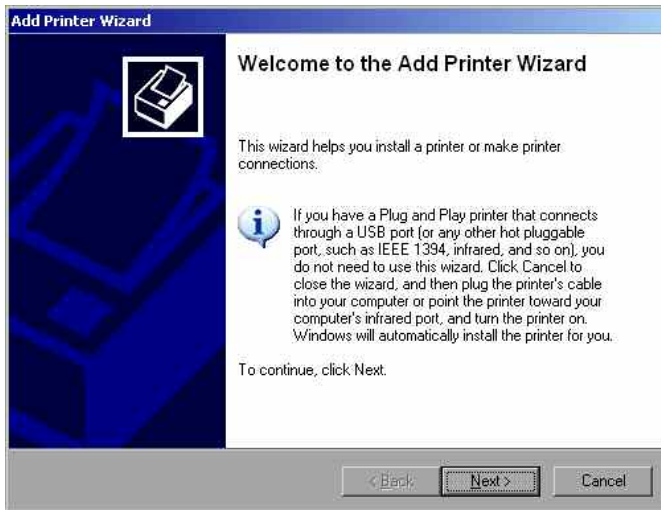 Add Printer Wizard
Welcome to the Add Printer Wizard
This wizard helps you install a printer or make printer
connections.
If you have a Plug and Play printer that connects
through a USB port (or any other hot pluggable
port, such as IEEE 1394, infrared, and so on), you
do not need to use this wizard. Click Cancel to
close the wizard, and then plug the printer's cable
into your computer or point the printer toward your
computer's infrared port, and turn the printer on.
Windows will automatically install the printer for you.
To continue, click Next.
< Back Next > Cancel